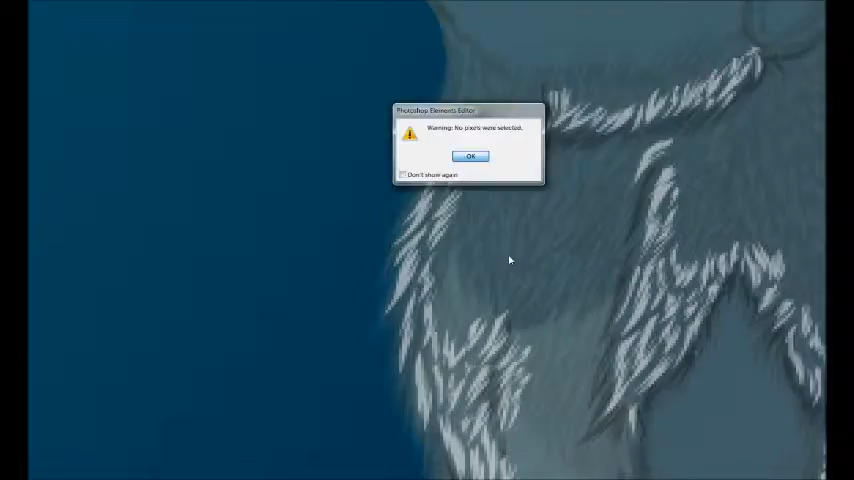 Photoshop Elements Editor
Warning: No pixels were selected.
OK
Don't show again